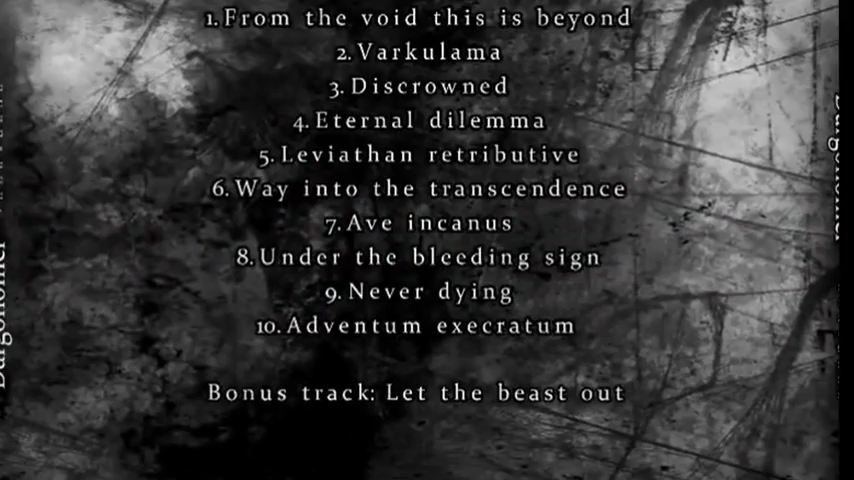 1. From the void this is beyond
2. Varkulama
3. Discrowned
4. Eternal dilemma
5. Leviathan retributive
6. Way into the transcendence
7. Ave incanus
8. Under the bleeding sign
9. Never dying
10. Adventum execratum
Bonus track: Let the beast out